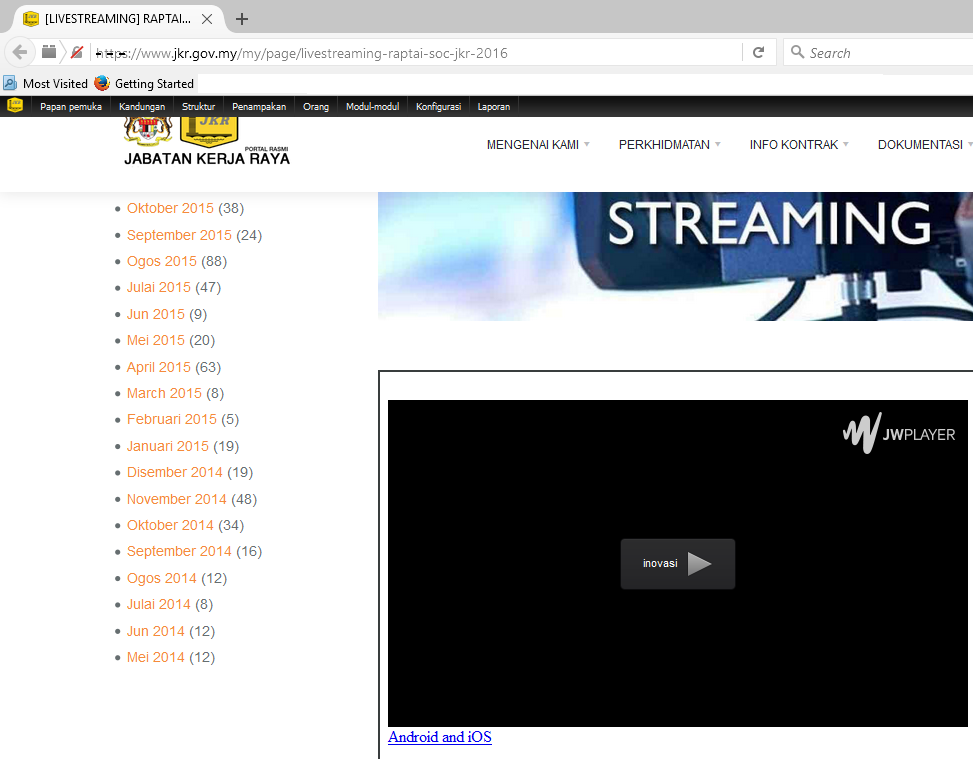 [LIVESTREAMING] RAPTAI...
https://www.jkr.gov.my/my/page/livestreaming-raptai-soc-jkr-2016
Search
Most Visited Getting Started
Papan pemuka Kandungan Struktur Penampakan Orang Modul-modul Konfigurasi Laporan
JKR
PORTAL RASMI
JABATAN KERJA RAYA
MENGENAI KAMI PERKHIDMATAN INFO KONTRAK DOKUMENTASI
Oktober 2015 (38)
September 2015 (24)
Ogos 2015 (88)
Julai 2015 (47)
Jun 2015 (9)
Mei 2015 (20)
April 2015 (63)
March 2015 (8)
Februari 2015 (5)
Januari 2015 (19)
Disember 2014 (19)
November 2014 (48)
Oktober 2014 (34)
September 2014 (16)
Ogos 2014 (12)
Julai 2014 (8)
Jun 2014 (12)
Mei 2014 (12)
STREAMING
JWPLAYER
inovasi
Android and iOS